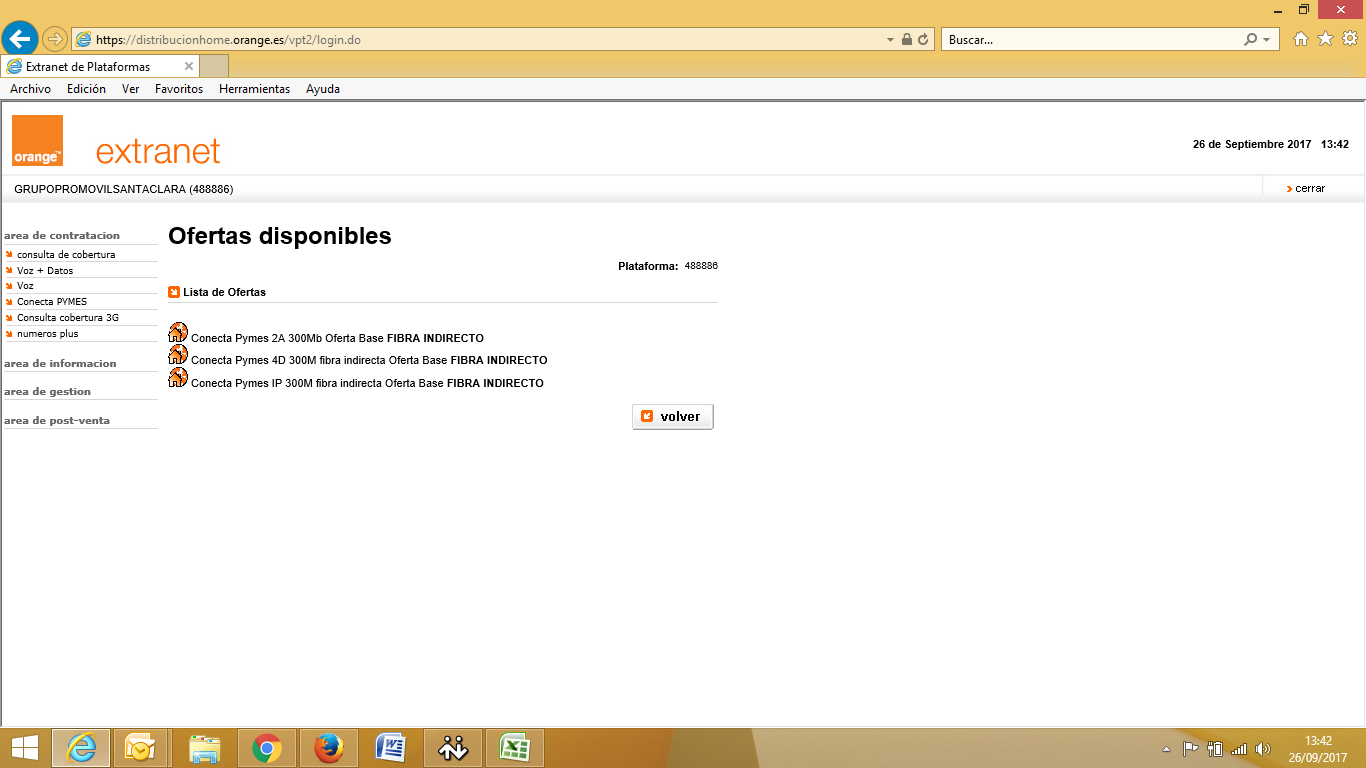 https://distribucionhome.orange.es/vpt2/login.do
Buscar...
Extranet de Plataformas
Archivo Edición Ver Favoritos Herramientas Ayuda
orange™
extranet
26 de Septiembre 2017 13:42
GRUPOPROMOVILSANTACLARA (488886)
cerrar
area de contratacion
consulta de cobertura
Voz + Datos
Voz
Conecta PYMES
Consulta cobertura 3G
numeros plus
area de informacion
area de gestion
area de post-venta
Ofertas disponibles
Plataforma: 488886
Lista de Ofertas
Conecta Pymes 2A 300Mb Oferta Base FIBRA INDIRECTO
Conecta Pymes 4D 300M fibra indirecta Oferta Base FIBRA INDIRECTO
Conecta Pymes IP 300M fibra indirecta Oferta Base FIBRA INDIRECTO
volver
13:42
26/09/2017